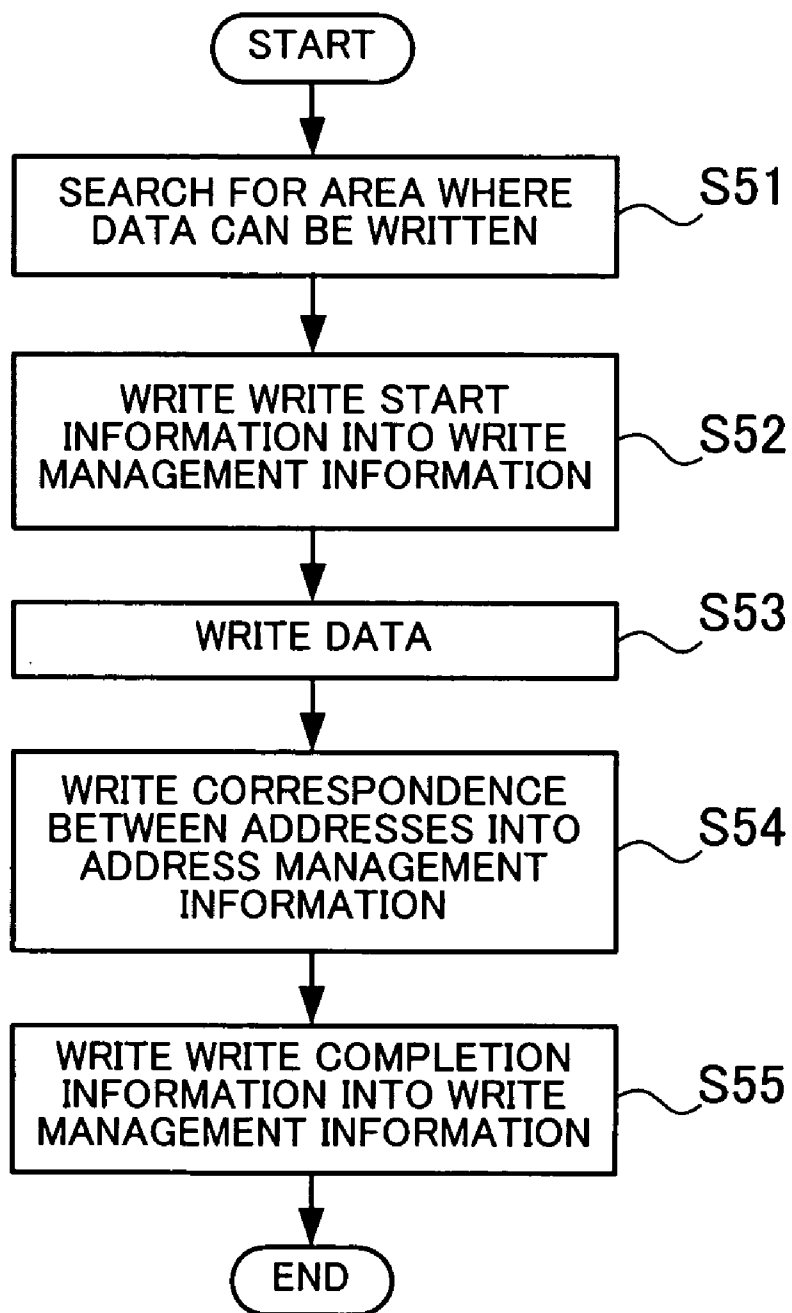 START
SEARCH FOR AREA WHERE
DATA CAN BE WRITTEN
S51
WRITE WRITE START
INFORMATION INTO WRITE
MANAGEMENT INFORMATION
S52
WRITE DATA
S53
WRITE CORRESPONDENCE
BETWEEN ADDRESSES INTO
ADDRESS MANAGEMENT
INFORMATION
S54
WRITE WRITE COMPLETION
INFORMATION INTO WRITE
MANAGEMENT INFORMATION
S55
END